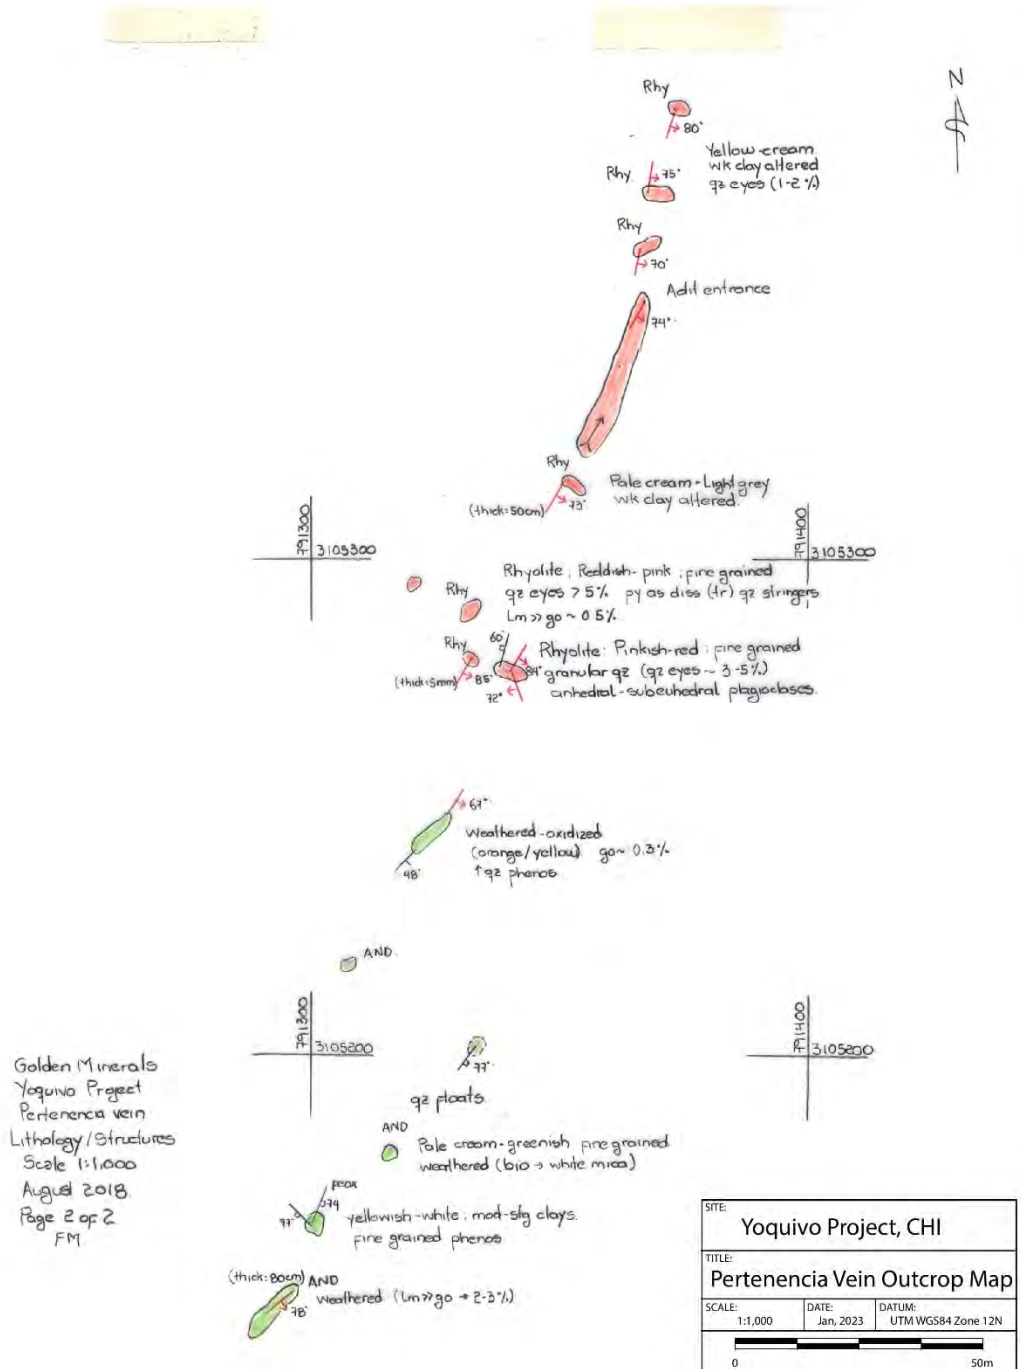 N
Rhy
80°
Yellow-cream
wk clay altered
qz eyes (1-2%)
Rhy.
75°
Rhy
70°
Adit entrance
74°
Rhy
Pale cream-Light grey
wk clay altered.
(thick=50cm)
73°
791300
3105300
791400
3105300
Rhyolite; Reddish-pink; fine grained
qz eyes >5% py as diss (tr) qz stringers
Lm>>go ~ 0.5%
Rhy
Rhy
60°
Rhyolite: Pinkish-red: fine grained
84° granular qz (qz eyes ~ 3-5%)
anhedral-subeuhedral plagioclases.
(thick=5mm)
85°
72°
67°
Weathered-oxidized
(orange/yellow) go~ 0.3%
↑qz phenos
48°
AND.
791300
3105200
791400
3105200
77°
qz floats.
AND
Pale cream-greenish fine grained
weathered (bio → white mica)
74
77°
yellowish-white: mod-stg clays.
fine grained phenos
(thick=80cm) AND
Weathered (Lm>>go → 2-3%)
78°
Golden Minerals
Yoquivo Project
Pertenencia vein
Lithology/Structures
Scale 1:1,000
August 2018
Page 2 of 2
FM
SITE:
Yoquivo Project, CHI
TITLE:
Pertenencia Vein Outcrop Map
SCALE:
1:1,000
DATE:
Jan, 2023
DATUM:
UTM WGS84 Zone 12N
0
50m